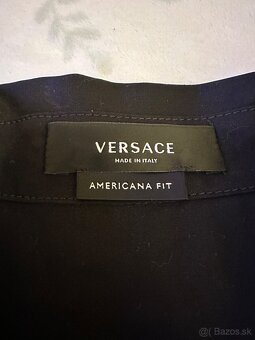 VERSACE
MADE IN ITALY
AMERICANA FIT
@( Bazos.sk